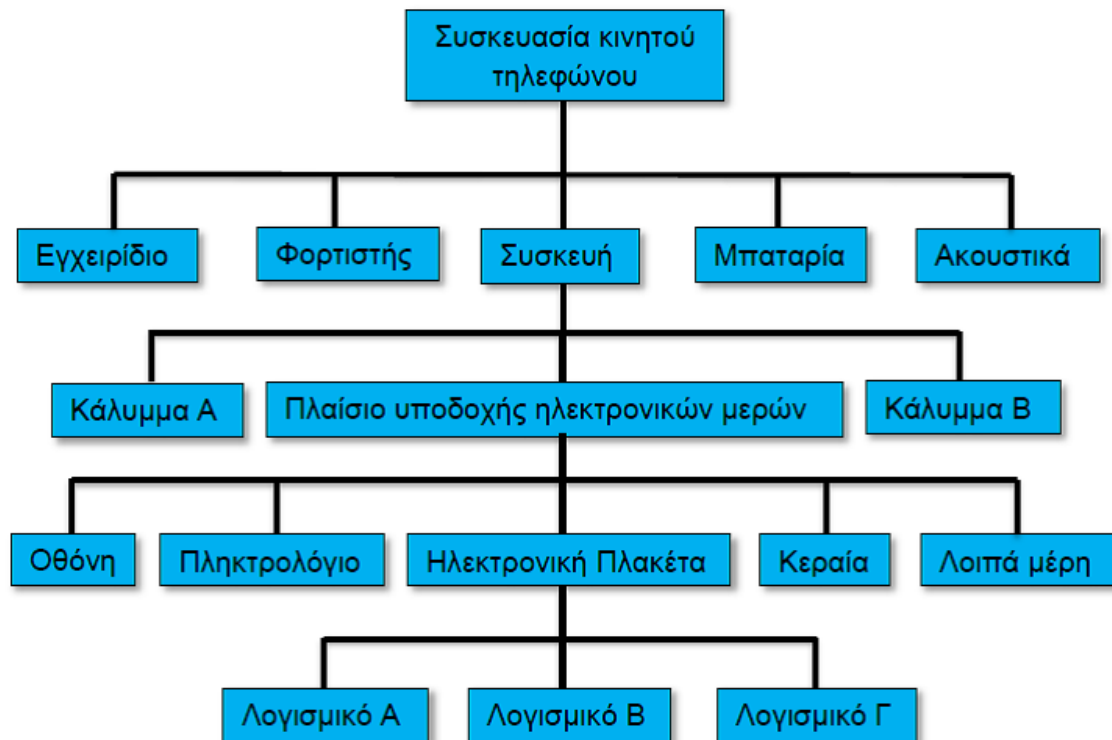 Συσκευασία κινητού
τηλεφώνου
Εγχειρίδιο
Φορτιστής
Συσκευή
Μπαταρία
Ακουστικά
Κάλυμμα Α
Πλαίσιο υποδοχής ηλεκτρονικών μερών
Κάλυμμα Β
Οθόνη
Πληκτρολόγιο
Ηλεκτρονική Πλακέτα
Κεραία
Λοιπά μέρη
Λογισμικό Α
Λογισμικό Β
Λογισμικό Γ